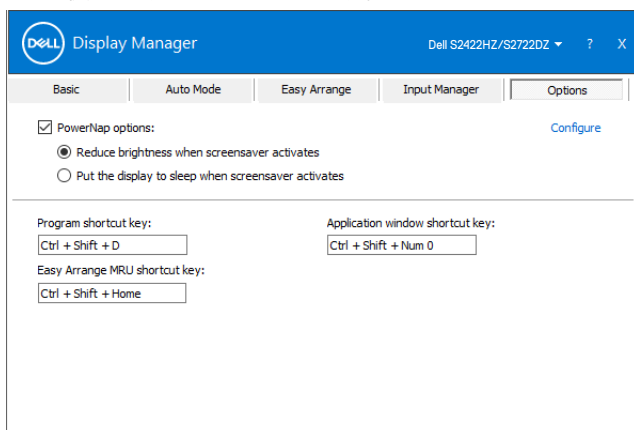 DELL Display Manager Dell S2422HZ/S2722DZ ? X
Basic Auto Mode Easy Arrange Input Manager Options
PowerNap options: Configure
Reduce brightness when screensaver activates
Put the display to sleep when screensaver activates
Program shortcut key: Application window shortcut key:
Ctrl + Shift + D Ctrl + Shift + Num 0
Easy Arrange MRU shortcut key:
Ctrl + Shift + Home